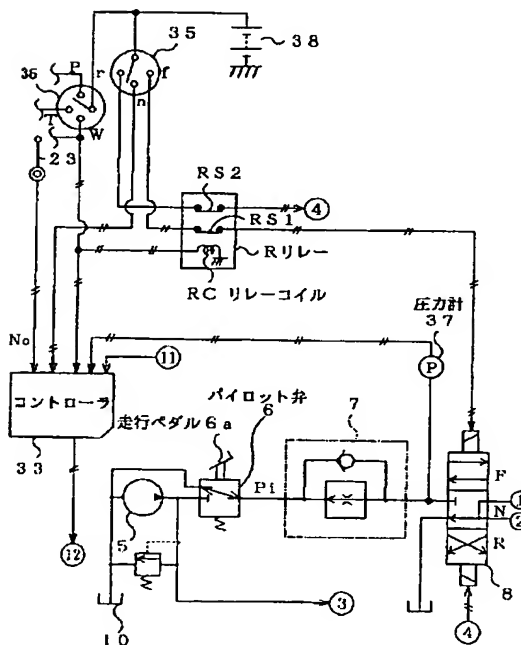 35
38
P
r
f
36
n
T
W
23
RS2
4
RS1
Rリレー
RC リレーコイル
圧力計
37
No
11
P
コントローラ
パイロット弁
走行ペダル 6a
6
7
33
Pi
F
1
5
N
2
R
12
8
3
10
4